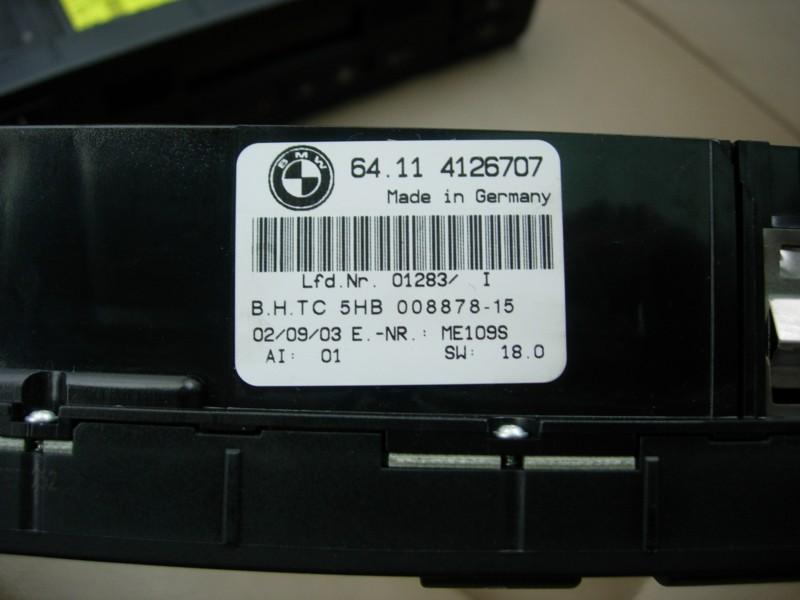 BMW 64.11 4126707
Made in Germany
Lfd.Nr. 01283/ I
B.H.TC 5HB 008878-15
02/09/03 E.-NR.: ME109S
AI: 01 SW: 18.0